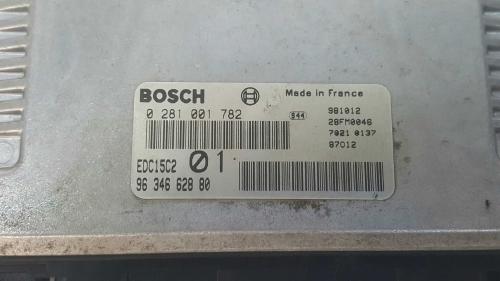 BOSCH
Made in France
0 281 001 782
S44
981012
28FM0046
7021 0137
87012
EDC15C2
01
96 346 628 80